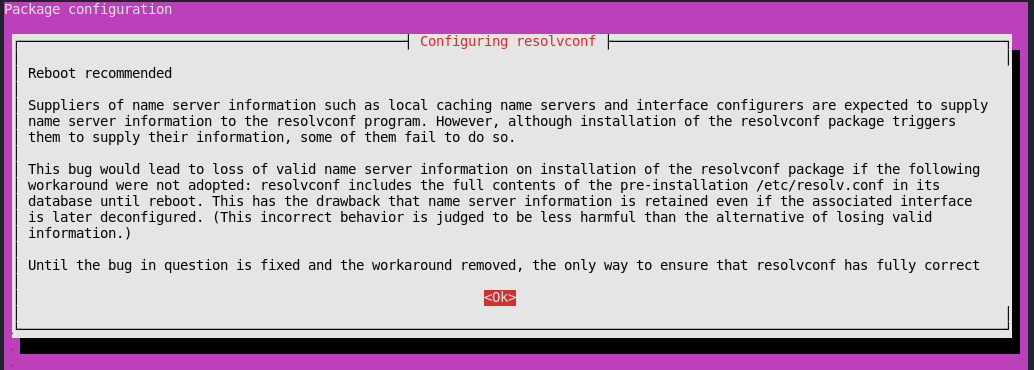 Package configuration
Configuring resolvconf
Reboot recommended
Suppliers of name server information such as local caching name servers and interface configurers are expected to supply
name server information to the resolvconf program. However, although installation of the resolvconf package triggers
them to supply their information, some of them fail to do so.
This bug would lead to loss of valid name server information on installation of the resolvconf package if the following
workaround were not adopted: resolvconf includes the full contents of the pre-installation /etc/resolv.conf in its
database until reboot. This has the drawback that name server information is retained even if the associated interface
is later deconfigured. (This incorrect behavior is judged to be less harmful than the alternative of losing valid
information.)
Until the bug in question is fixed and the workaround removed, the only way to ensure that resolvconf has fully correct
<Ok>